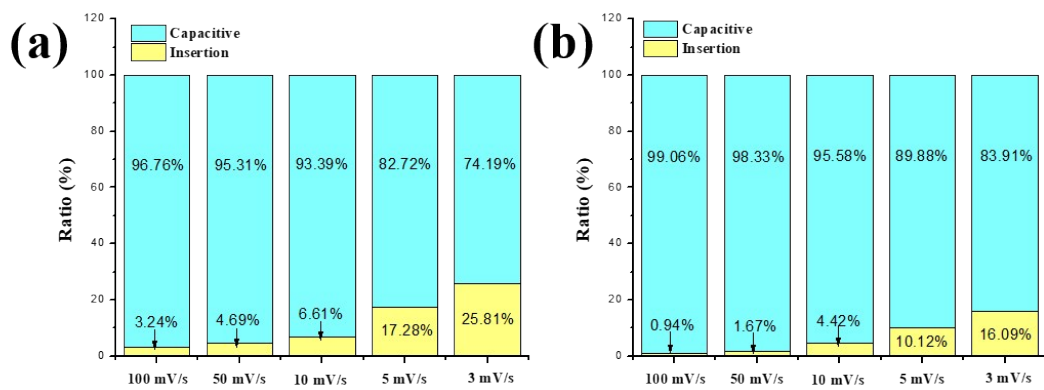 (a)
Capacitive
Insertion
Ratio (%)
120
100
80
60
40
20
0
96.76%
95.31%
93.39%
82.72%
74.19%
3.24%
4.69%
6.61%
17.28%
25.81%
100 mV/s
50 mV/s
10 mV/s
5 mV/s
3 mV/s
(b)
Capacitive
Insertion
Ratio (%)
120
100
80
60
40
20
0
99.06%
98.33%
95.58%
89.88%
83.91%
0.94%
1.67%
4.42%
10.12%
16.09%
100 mV/s
50 mV/s
10 mV/s
5 mV/s
3 mV/s